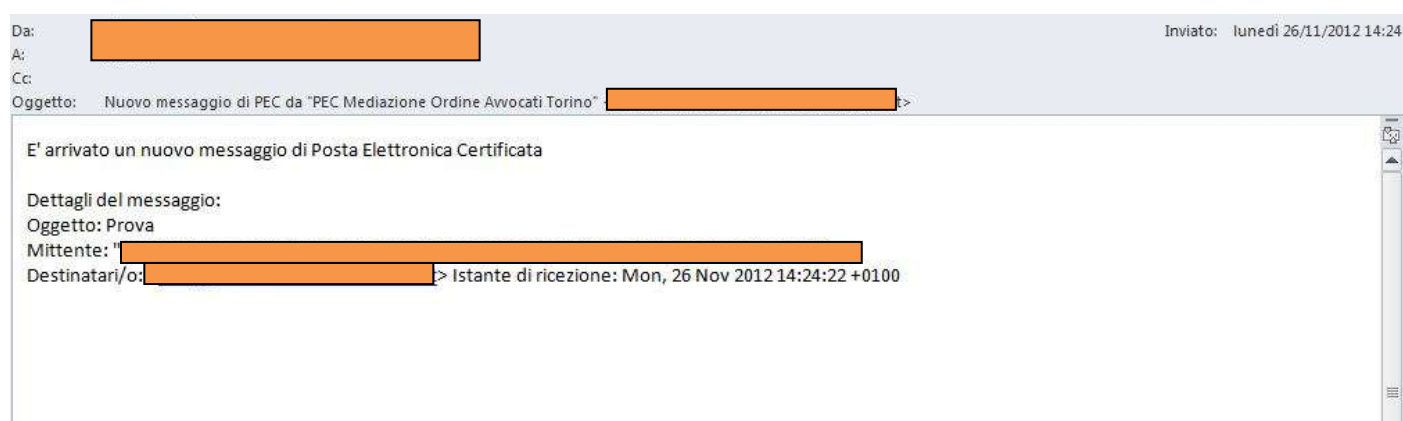 Da:
Inviato: lunedì 26/11/2012 14:24
A:
Cc:
Oggetto: Nuovo messaggio di PEC da "PEC Mediazione Ordine Avvocati Torino" t>
E' arrivato un nuovo messaggio di Posta Elettronica Certificata
Dettagli del messaggio:
Oggetto: Prova
Mittente: "
Destinatari/o: > Istante di ricezione: Mon, 26 Nov 2012 14:24:22 +0100